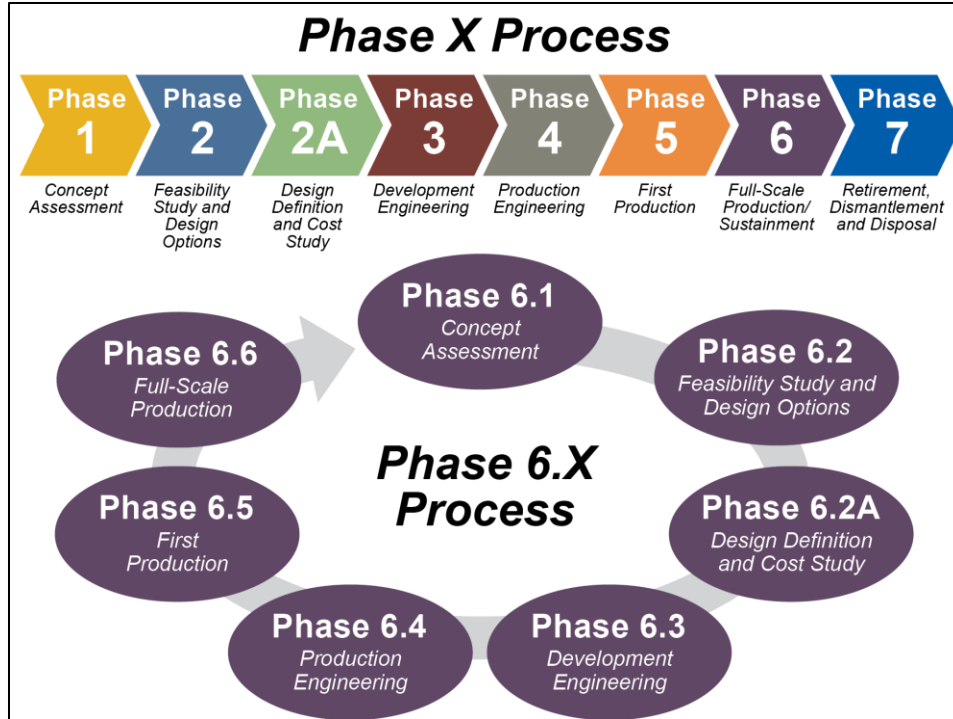 Phase X Process
Phase
1
Phase
2
Phase
2A
Phase
3
Phase
4
Phase
5
Phase
6
Phase
7
Concept
Assessment
Feasibility
Study and
Design
Options
Design
Definition
and Cost
Study
Development
Engineering
Production
Engineering
First
Production
Full-Scale
Production/
Sustainment
Retirement,
Dismantlement
and Disposal
Phase 6.1
Concept
Assessment
Phase 6.2
Feasibility Study and
Design Options
Phase 6.2A
Design Definition
and Cost Study
Phase 6.3
Development
Engineering
Phase 6.4
Production
Engineering
Phase 6.5
First
Production
Phase 6.6
Full-Scale
Production
Phase 6.X
Process